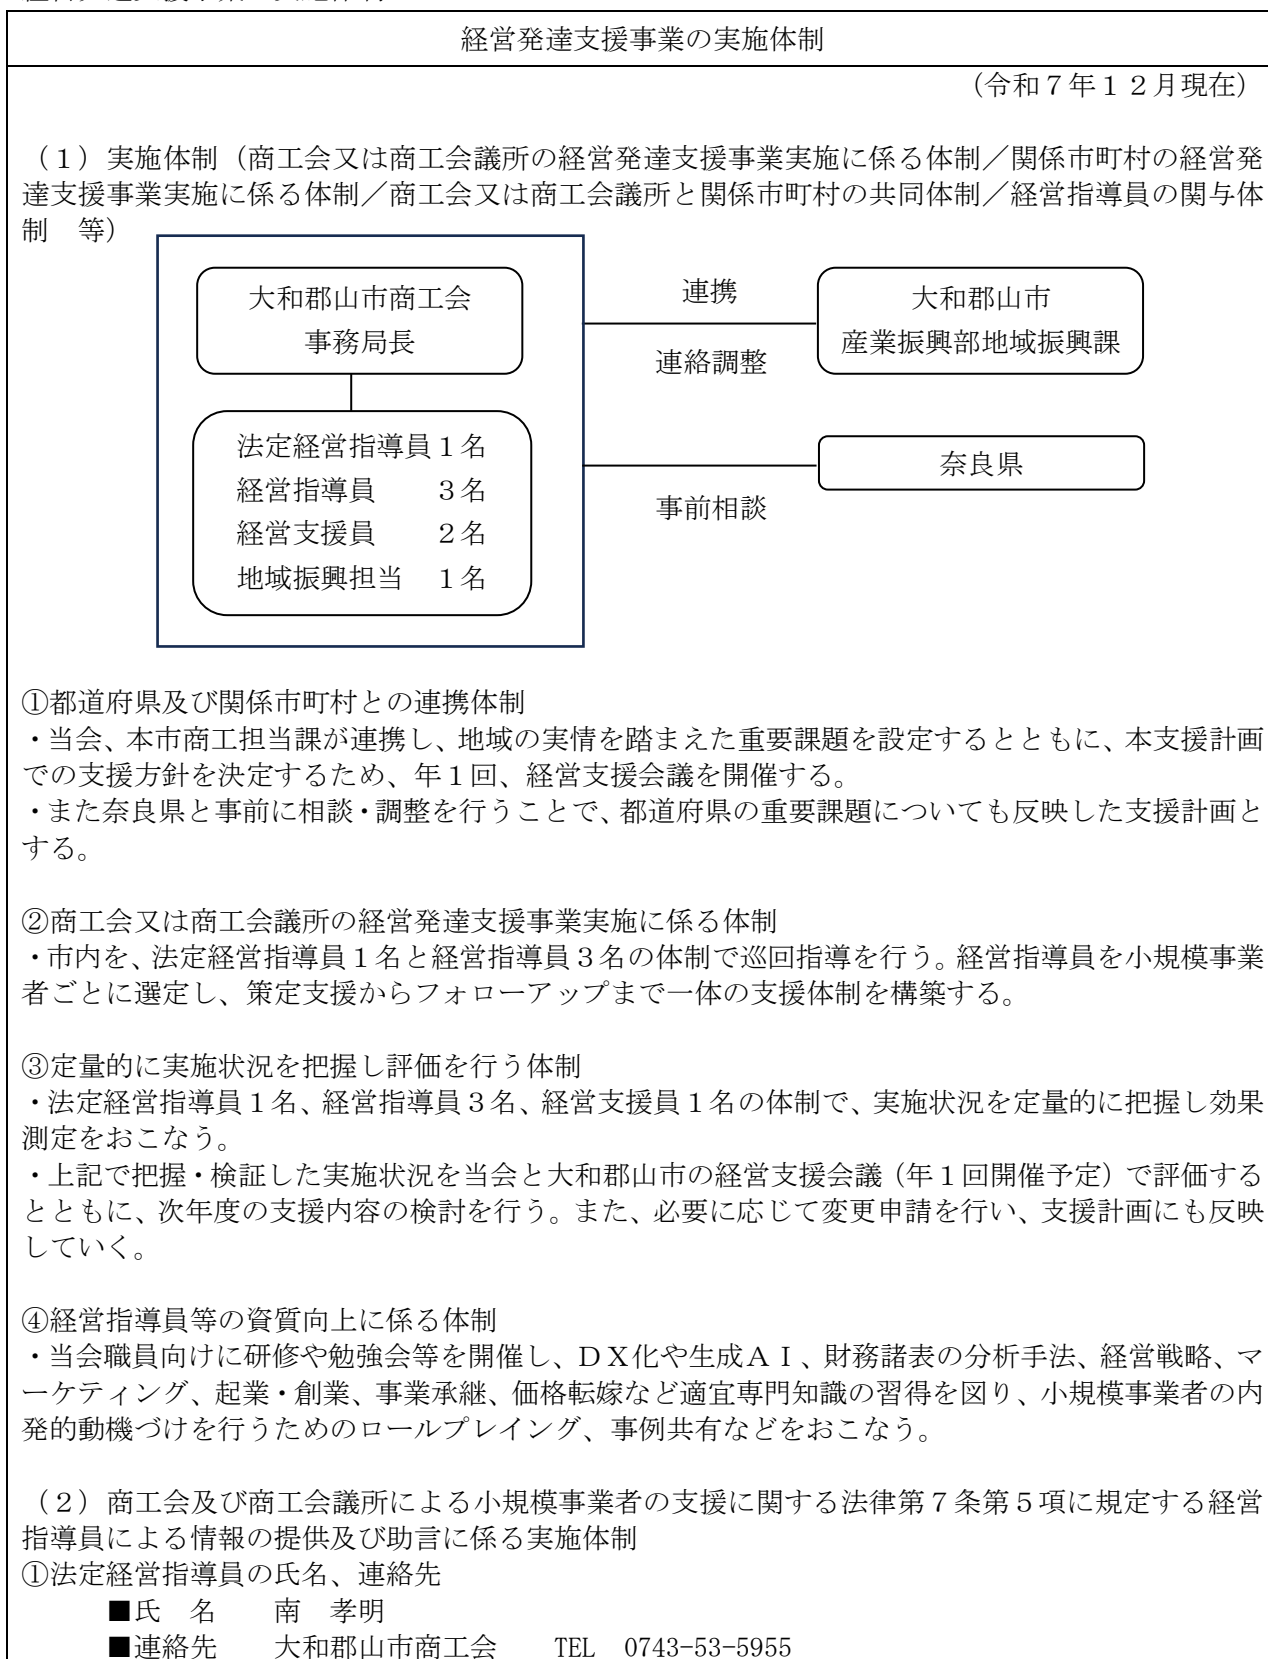 経営発達支援事業の実施体制
（令和７年１２月現在）
（１）実施体制（商工会又は商工会議所の経営発達支援事業実施に係る体制／関係市町村の経営発
達支援事業実施に係る体制／商工会又は商工会議所と関係市町村の共同体制／経営指導員の関与体
制　等）
大和郡山市商工会
事務局長
連携
連絡調整
大和郡山市
産業振興部地域振興課
法定経営指導員１名
経営指導員　　３名
経営支援員　　２名
地域振興担当　１名
事前相談
奈良県
①都道府県及び関係市町村との連携体制
・当会、本市商工担当課が連携し、地域の実情を踏まえた重要課題を設定するとともに、本支援計画
での支援方針を決定するため、年１回、経営支援会議を開催する。
・また奈良県と事前に相談・調整を行うことで、都道府県の重要課題についても反映した支援計画と
する。
②商工会又は商工会議所の経営発達支援事業実施に係る体制
・市内を、法定経営指導員１名と経営指導員３名の体制で巡回指導を行う。経営指導員を小規模事業
者ごとに選定し、策定支援からフォローアップまで一体の支援体制を構築する。
③定量的に実施状況を把握し評価を行う体制
・法定経営指導員１名、経営指導員３名、経営支援員１名の体制で、実施状況を定量的に把握し効果
測定をおこなう。
・上記で把握・検証した実施状況を当会と大和郡山市の経営支援会議（年１回開催予定）で評価する
とともに、次年度の支援内容の検討を行う。また、必要に応じて変更申請を行い、支援計画にも反映
していく。
④経営指導員等の資質向上に係る体制
・当会職員向けに研修や勉強会等を開催し、ＤＸ化や生成ＡＩ、財務諸表の分析手法、経営戦略、マ
ーケティング、起業・創業、事業承継、価格転嫁など適宜専門知識の習得を図り、小規模事業者の内
発的動機づけを行うためのロールプレイング、事例共有などをおこなう。
（２）商工会及び商工会議所による小規模事業者の支援に関する法律第７条第５項に規定する経営
指導員による情報の提供及び助言に係る実施体制
①法定経営指導員の氏名、連絡先
■氏　名　　南　孝明
■連絡先　　大和郡山市商工会　　TEL　0743-53-5955